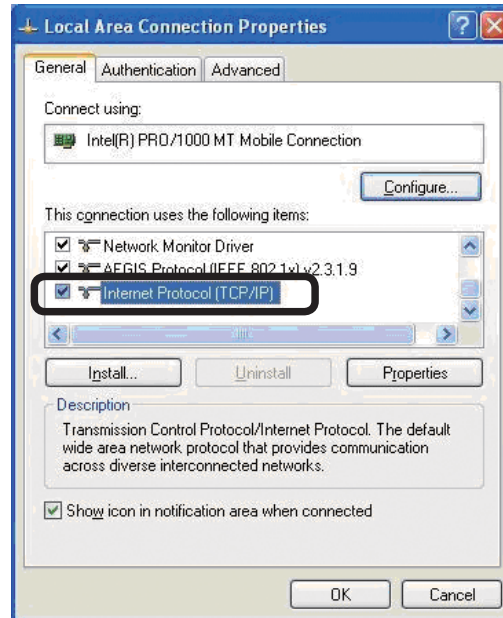 Local Area Connection Properties
General Authentication Advanced
Connect using:
Intel(R) PRO/1000 MT Mobile Connection
Configure...
This connection uses the following items:
Network Monitor Driver
AEGIS Protocol (IEEE 802.1x) v2.3.1.9
Internet Protocol (TCP/IP)
Install... Uninstall Properties
Description
Transmission Control Protocol/Internet Protocol. The default
wide area network protocol that provides communication
across diverse interconnected networks.
Show icon in notification area when connected
OK Cancel